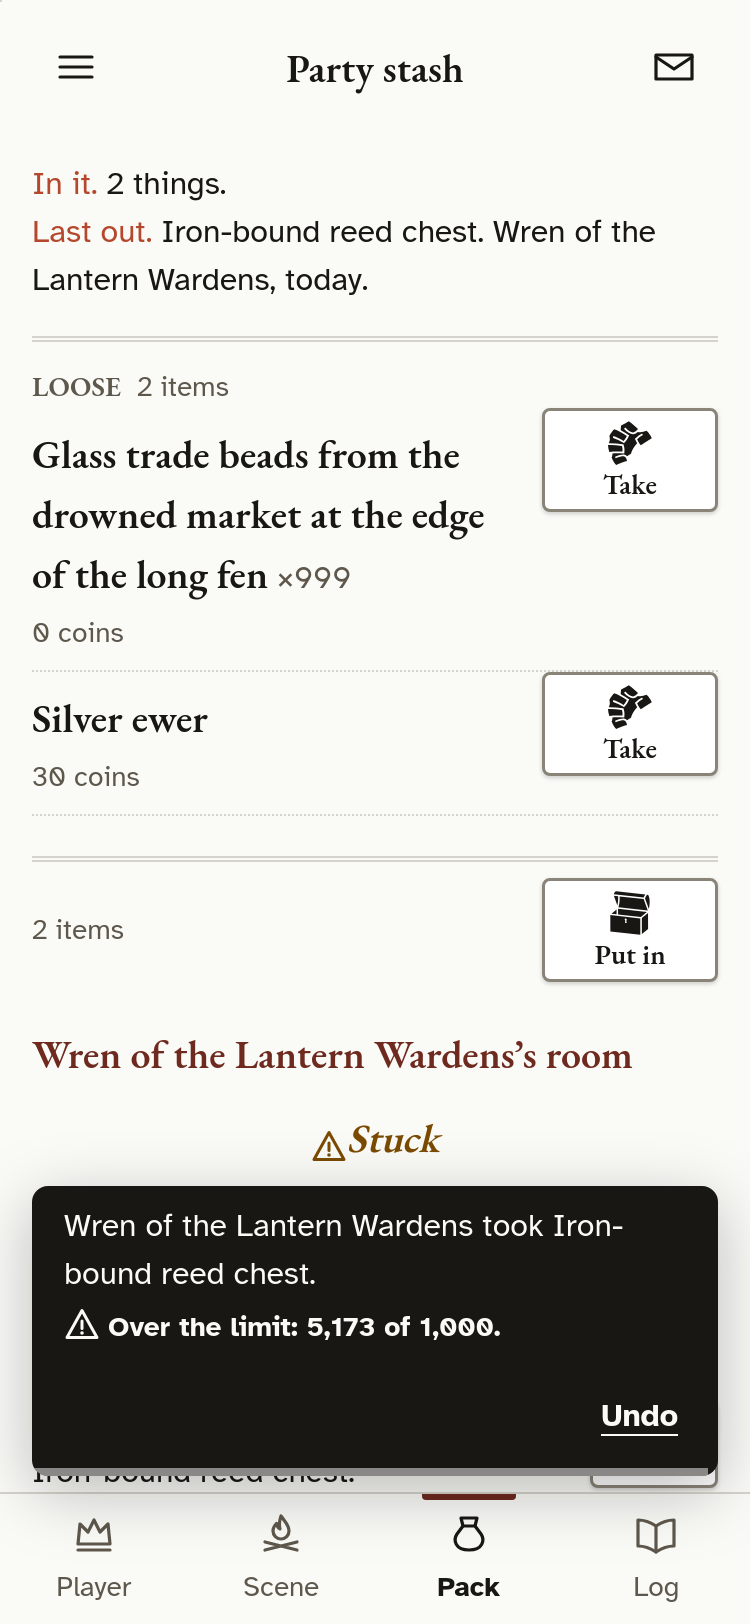 Party stash
In it. 2 things.
Last out. Iron-bound reed chest. Wren of the
Lantern Wardens, today.
LOOSE 2 items
Glass trade beads from the
drowned market at the edge
of the long fen ×999
0 coins
Take
Silver ewer
30 coins
Take
2 items
Put in
Wren of the Lantern Wardens’s room
Stuck
Wren of the Lantern Wardens took Iron-
bound reed chest.
Over the limit: 5,173 of 1,000.
Undo
Iron-bound reed chest.
Player
Scene
Pack
Log